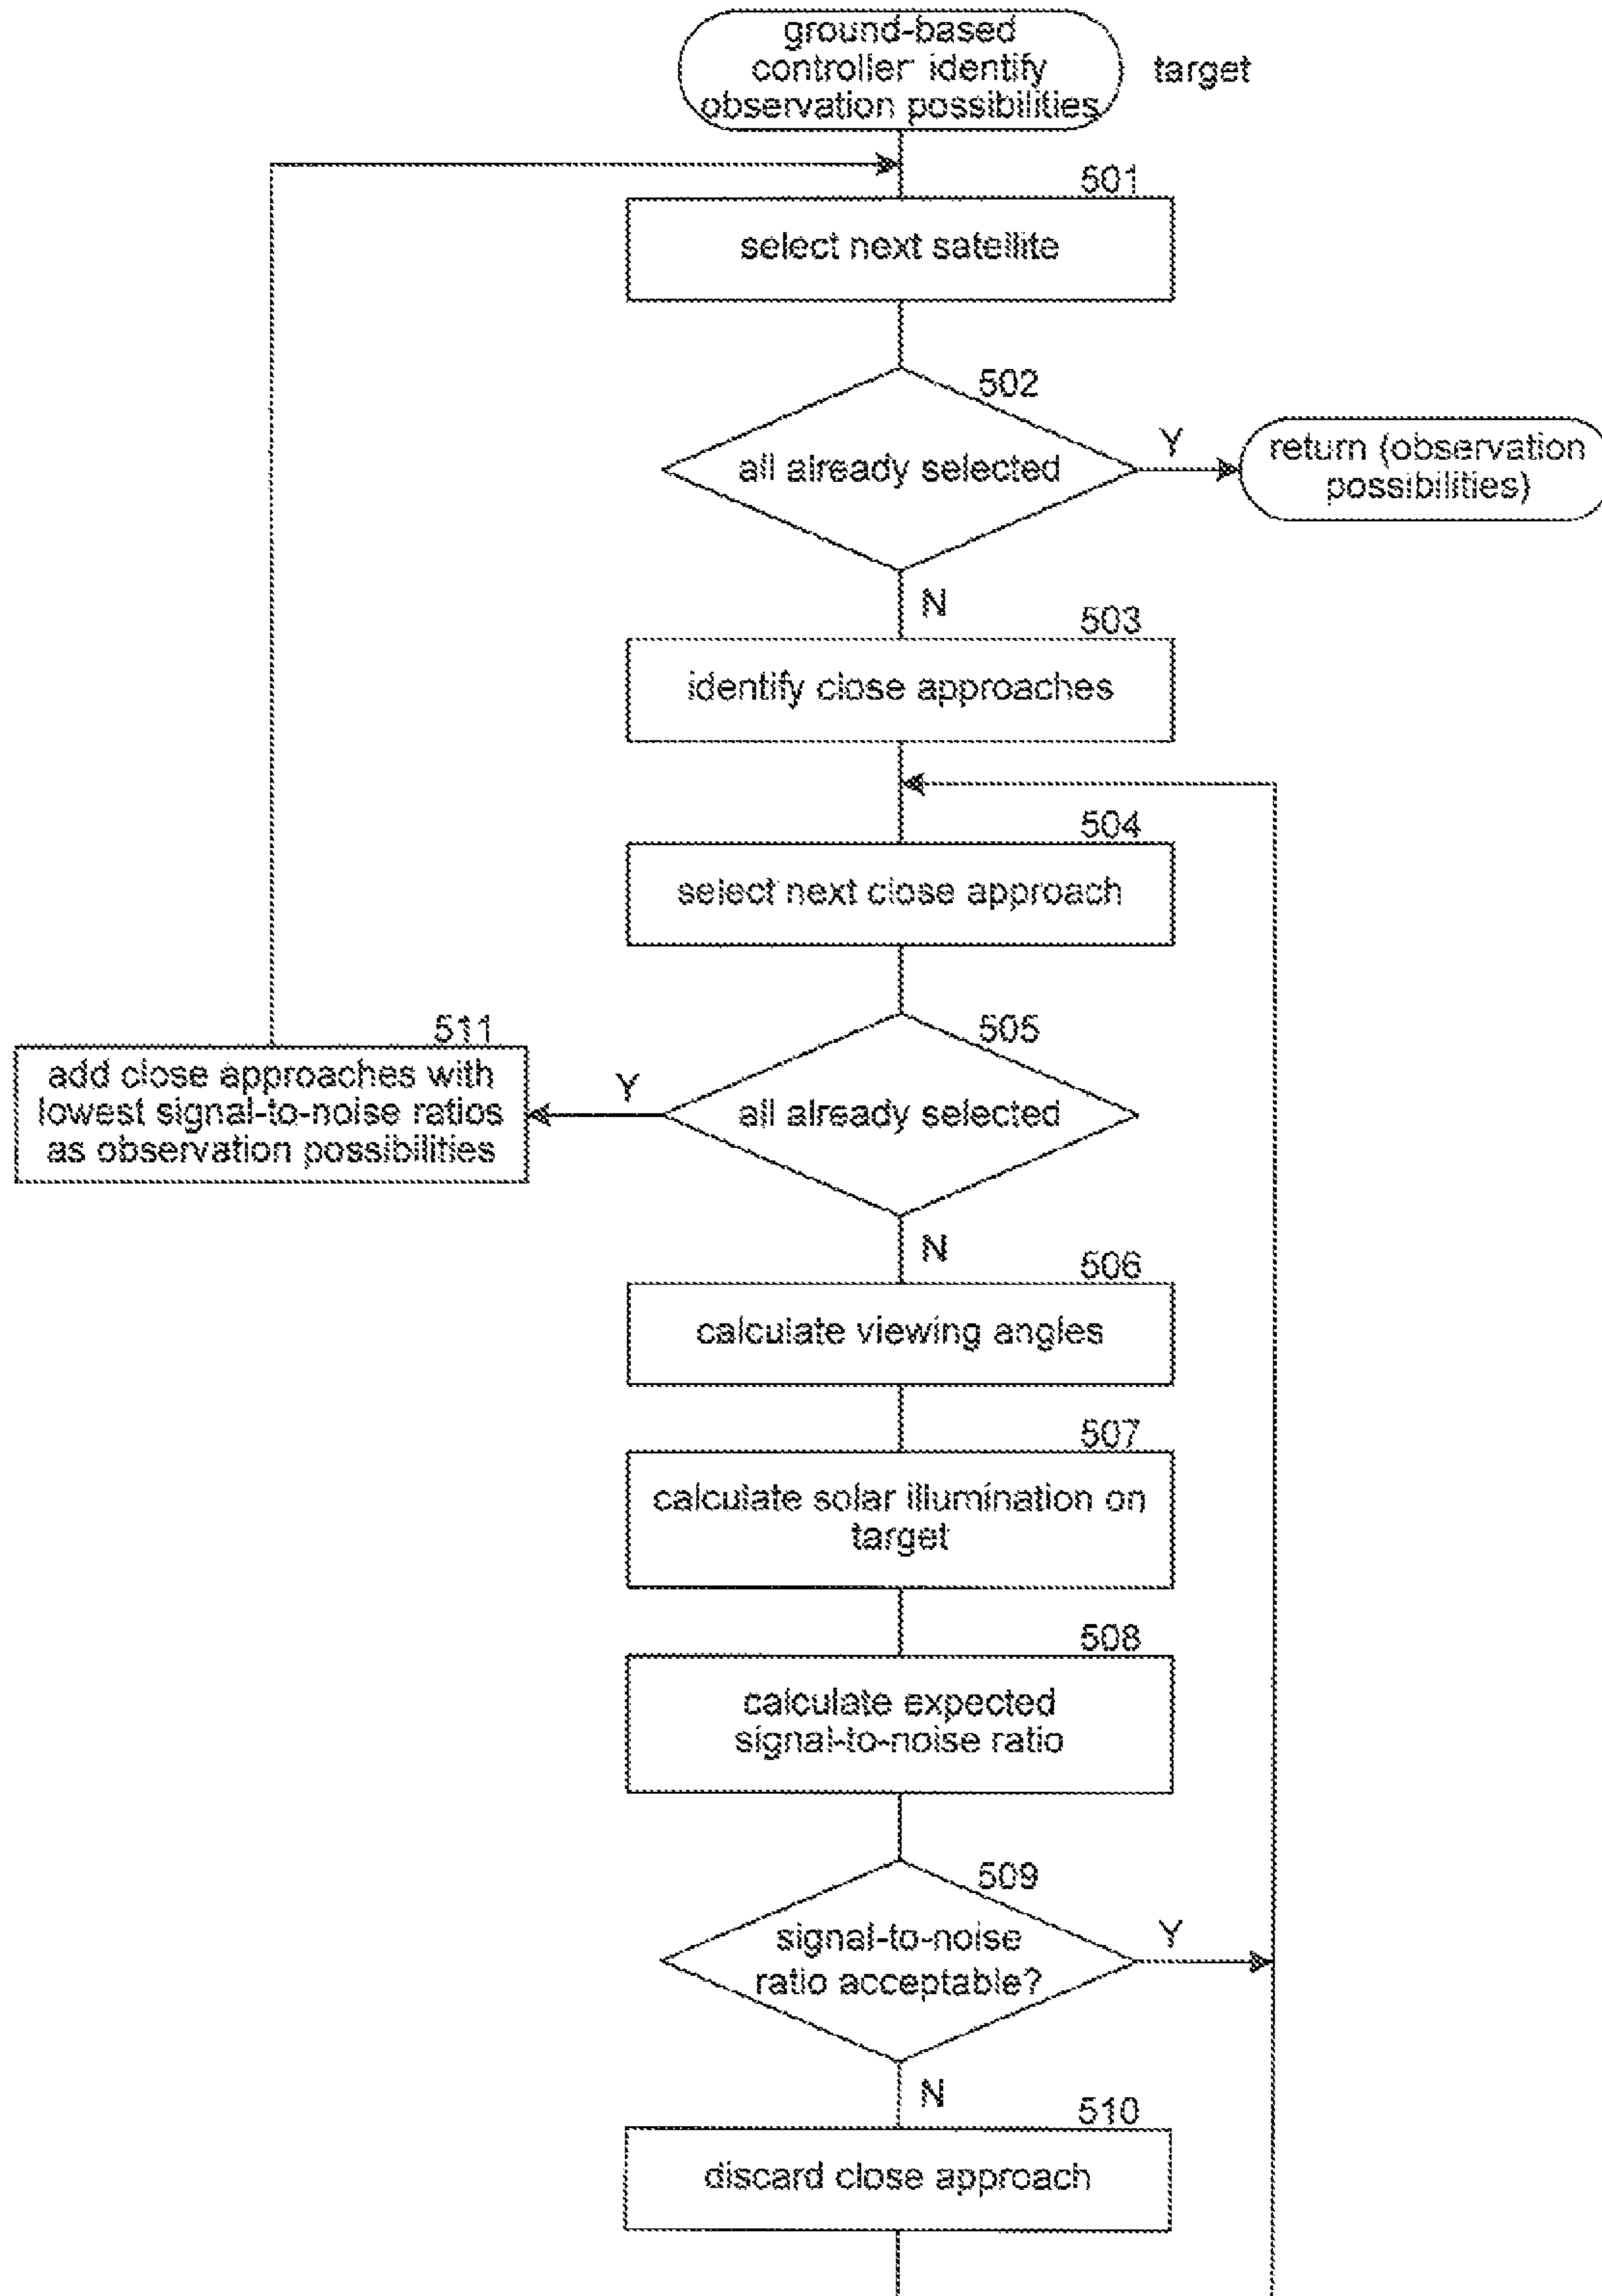 ground-based
controller: identify
observation possibilities
target
501
select next satellite
502
all already selected
Y
return (observation
possibilities)
N
503
identify close approaches
504
select next close approach
505
all already selected
Y
511
add close approaches with
lowest signal-to-noise ratios
as observation possibilities
N
506
calculate viewing angles
507
calculate solar illumination on
target
508
calculate expected
signal-to-noise ratio
509
signal-to-noise
ratio acceptable?
Y
N
510
discard close approach